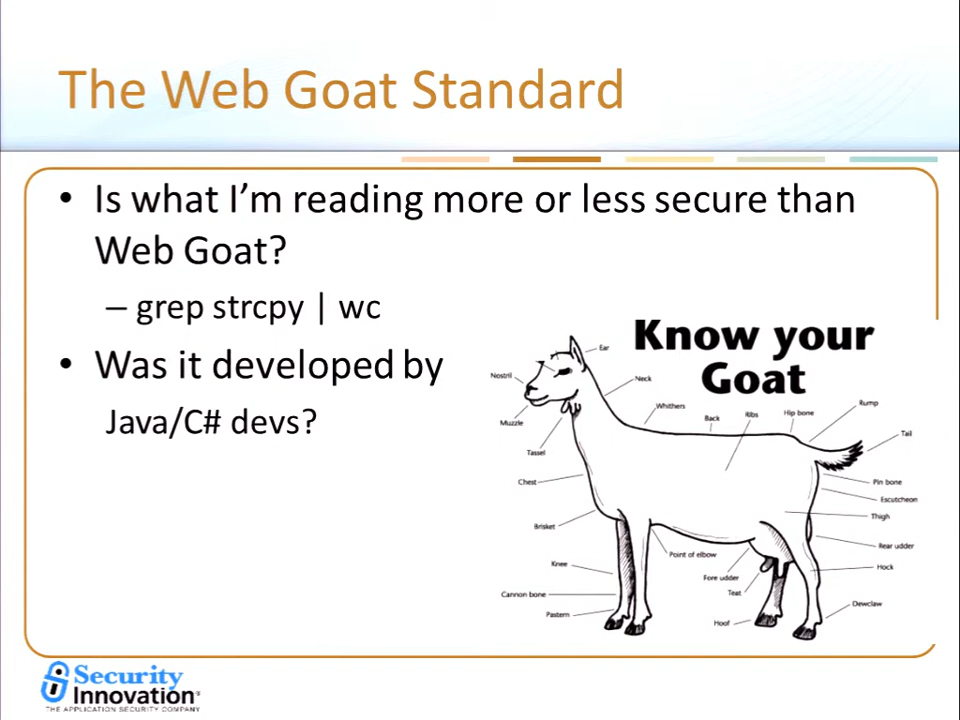 The Web Goat Standard
• Is what I'm reading more or less secure than
Web Goat?
– grep strcpy | wc
• Was it developed by
Java/C# devs?
Know your
Goat
Ear
Nostril
Neck
Muzzle
Whithers
Back
Ribs
Hip bone
Rump
Tail
Tassel
Chest
Pin bone
Escutcheon
Thigh
Brisket
Rear udder
Point of elbow
Knee
Hock
Fore udder
Cannon bone
Teat
Dewclaw
Pastern
Hoof
Security
Innovation
THE APPLICATION SECURITY COMPANY